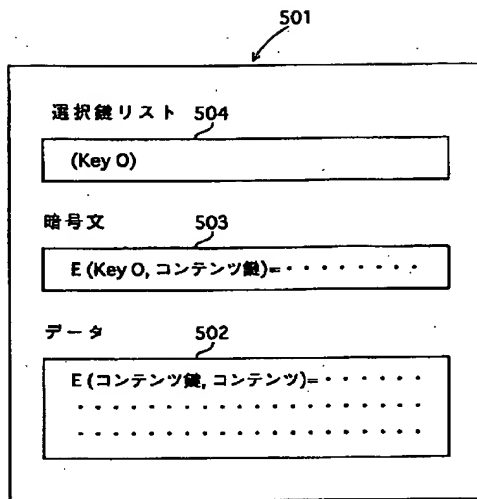 501
選択鍵リスト 504
(Key O)
暗号文 503
E (Key O, コンテンツ鍵)= · · · · · · · ·
データ 502
E (コンテンツ鍵, コンテンツ)= · · · · · ·
· · · · · · · · · · · · · · · · · · · ·
· · · · · · · · · · · · · · · · · · · ·